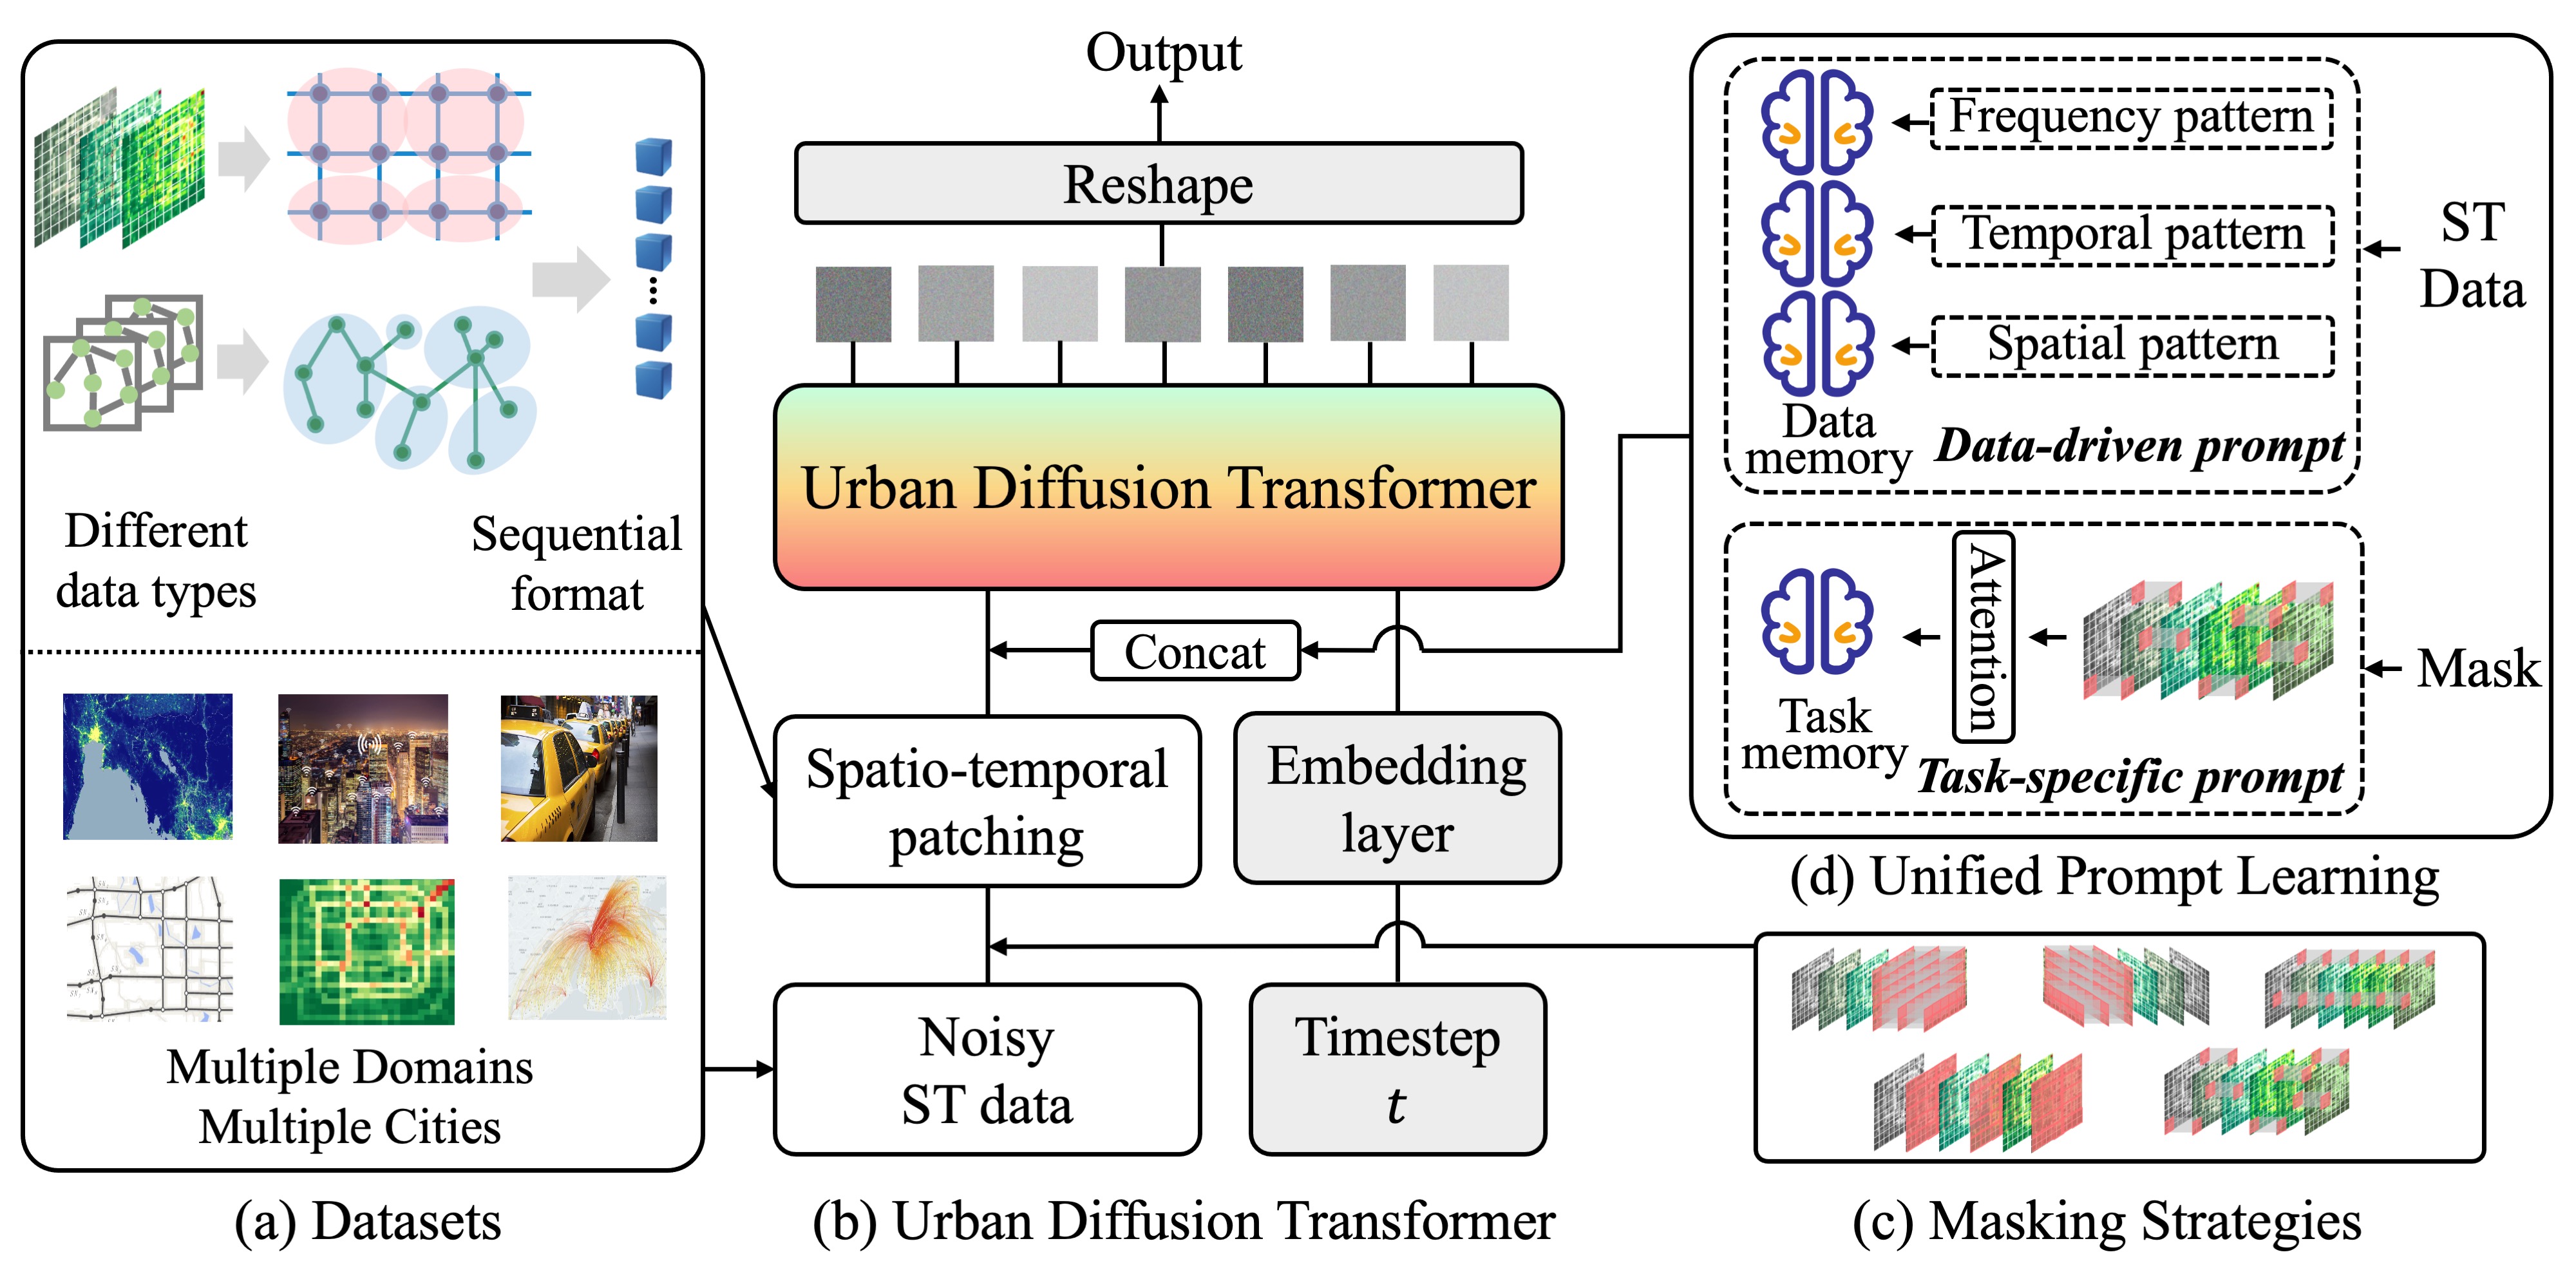 Different
data types
Sequential
format
Multiple Domains
Multiple Cities
(a) Datasets
Output
Reshape
Urban Diffusion Transformer
Concat
Spatio-temporal
patching
Embedding
layer
Noisy
ST data
Timestep
t
(b) Urban Diffusion Transformer
Frequency pattern
Temporal pattern
Spatial pattern
Data
memory
Data-driven prompt
ST
Data
Attention
Task
memory
Task-specific prompt
Mask
(d) Unified Prompt Learning
(c) Masking Strategies